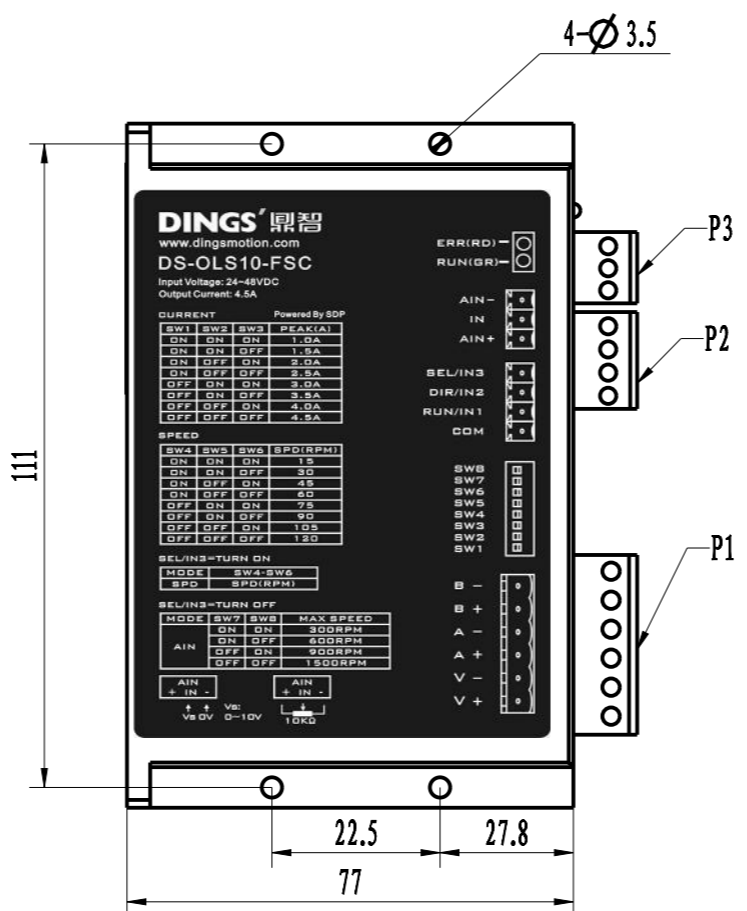 4-Ø 3.5
DINGS' 鼎智
www.dingsmotion.com
DS-OLS10-FSC
Input Voltage: 24~48VDC
Output Current: 4.5A
CURRENT Powered By SDP
SW1 SW2 SW3 PEAK(A)
ON ON ON 1.0A
ON ON OFF 1.5A
ON OFF ON 2.0A
ON OFF OFF 2.5A
OFF ON ON 3.0A
OFF ON OFF 3.5A
OFF OFF ON 4.0A
OFF OFF OFF 4.5A
SPEED
SW4 SW5 SW6 SPD(RPM)
ON ON ON 15
ON ON OFF 30
ON OFF ON 45
ON OFF OFF 60
OFF ON ON 75
OFF ON OFF 90
OFF OFF ON 105
OFF OFF OFF 120
SEL/IN3=TURN ON
MODE SW4-SW6
SPD SPD(RPM)
SEL/IN3=TURN OFF
MODE SW7 SW8 MAX SPEED
AIN
ON ON 300RPM
ON OFF 600RPM
OFF ON 900RPM
OFF OFF 1500RPM
AIN
+ IN -
Vs 0V
Vs:
0~10V
AIN
+ IN -
10KΩ
ERR(RD)
RUN(GR)
AIN-
IN
AIN+
SEL/IN3
DIR/IN2
RUN/IN1
COM
SW8
SW7
SW6
SW5
SW4
SW3
SW2
SW1
B -
B +
A -
A +
V -
V +
P3
P2
P1
111
22.5
27.8
77